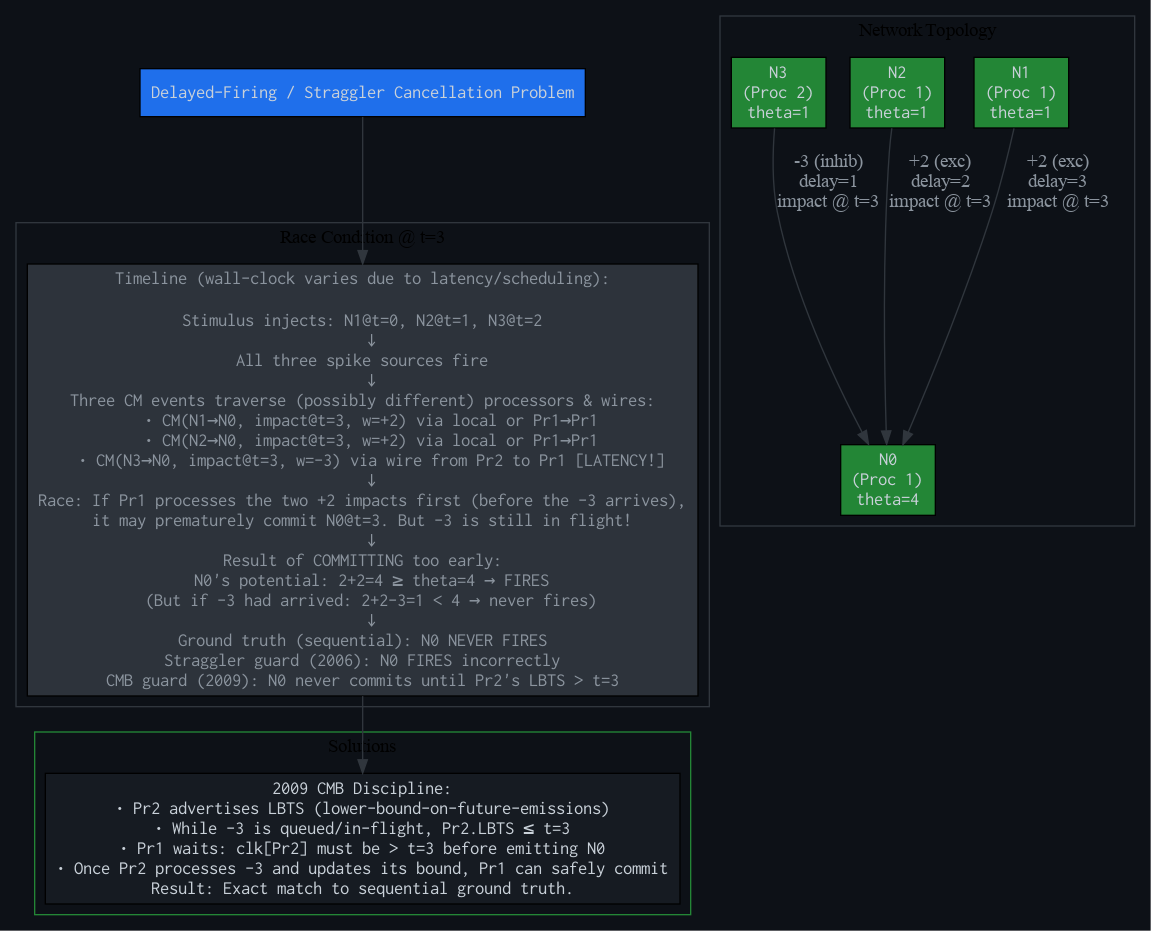 Delayed-Firing / Straggler Cancellation Problem
Race Condition @ t=3
Timeline (wall-clock varies due to latency/scheduling):
Stimulus injects: N1@t=0, N2@t=1, N3@t=2
↓
All three spike sources fire
↓
Three CM events traverse (possibly different) processors & wires:
· CM(N1→N0, impact@t=3, w=+2) via local or Pr1→Pr1
· CM(N2→N0, impact@t=3, w=+2) via local or Pr1→Pr1
· CM(N3→N0, impact@t=3, w=-3) via wire from Pr2 to Pr1 [LATENCY!]
↓
Race: If Pr1 processes the two +2 impacts first (before the -3 arrives),
it may prematurely commit N0@t=3. But -3 is still in flight!
↓
Result of COMMITTING too early:
N0's potential: 2+2=4 ≥ theta=4 → FIRES
(But if -3 had arrived: 2+2-3=1 < 4 → never fires)
↓
Ground truth (sequential): N0 NEVER FIRES
Straggler guard (2006): N0 FIRES incorrectly
CMB guard (2009): N0 never commits until Pr2's LBTS > t=3
Solutions
2009 CMB Discipline:
· Pr2 advertises LBTS (lower-bound-on-future-emissions)
· While -3 is queued/in-flight, Pr2.LBTS ≤ t=3
· Pr1 waits: clk[Pr2] must be > t=3 before emitting N0
· Once Pr2 processes -3 and updates its bound, Pr1 can safely commit
Result: Exact match to sequential ground truth.
Network Topology
N3
(Proc 2)
theta=1
N2
(Proc 1)
theta=1
N1
(Proc 1)
theta=1
-3 (inhib)
delay=1
impact @ t=3
+2 (exc)
delay=2
impact @ t=3
+2 (exc)
delay=3
impact @ t=3
N0
(Proc 1)
theta=4